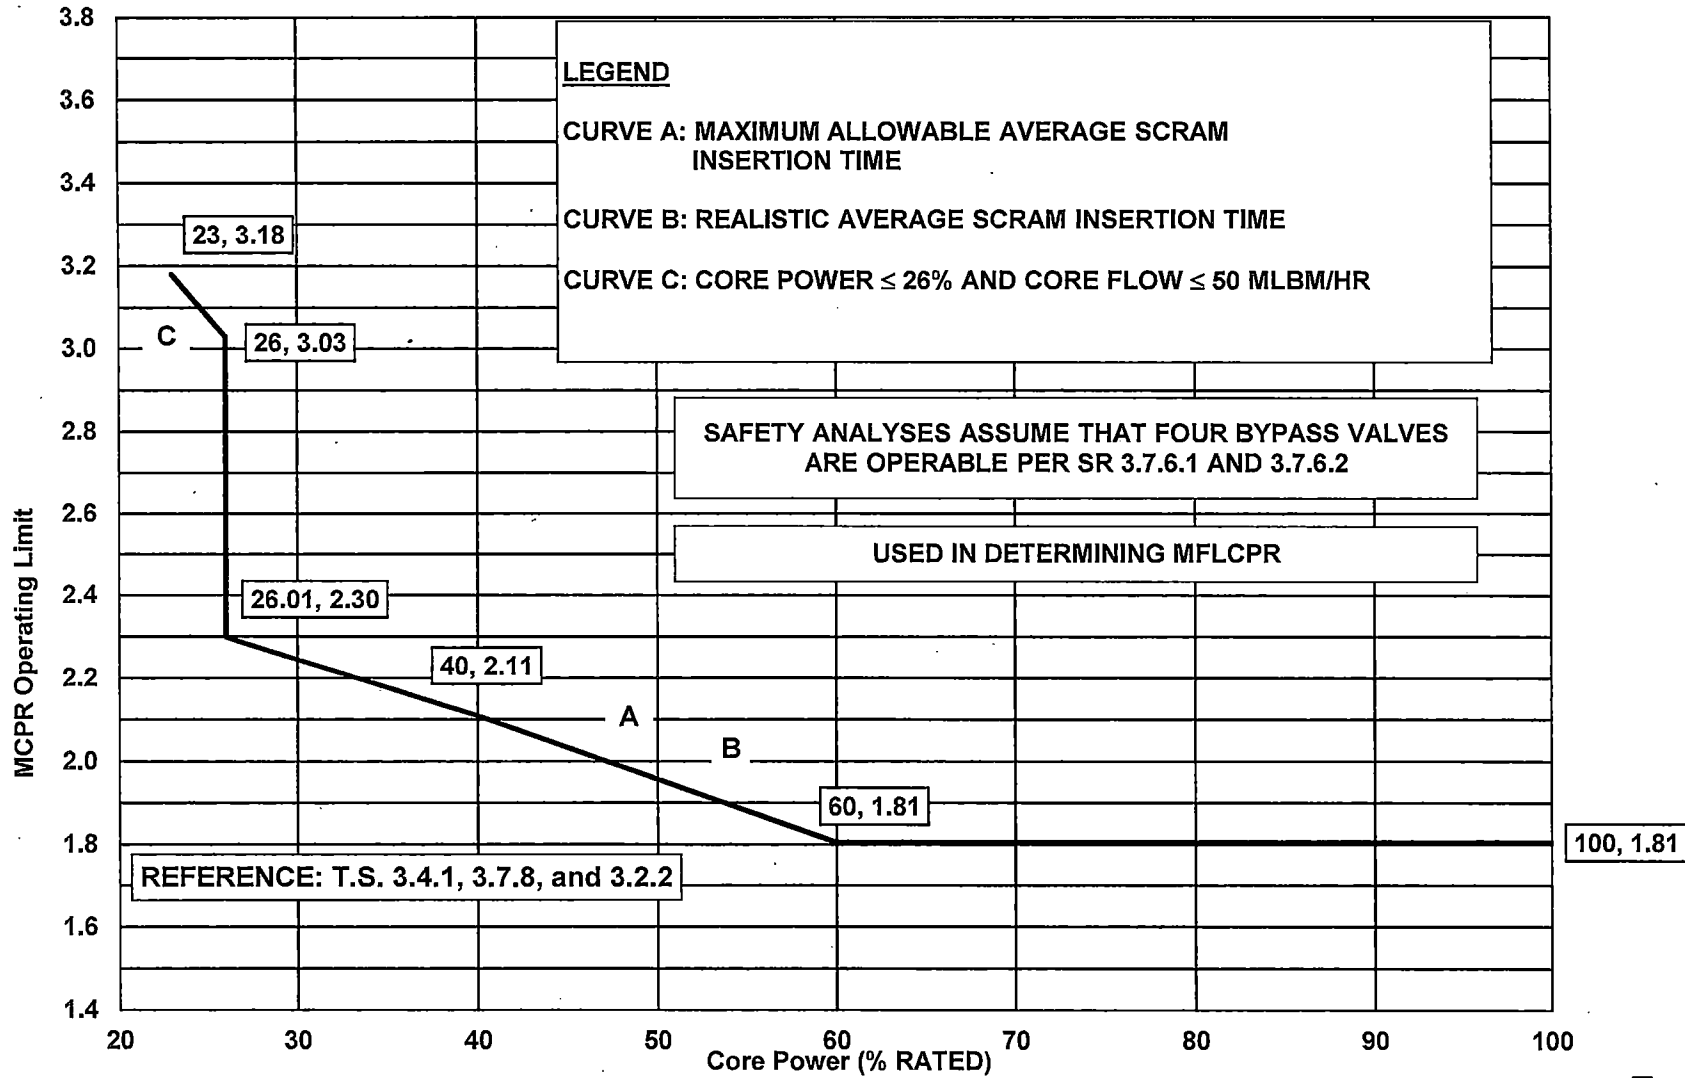 3.8
3.6
3.4
3.2
3.0
2.8
2.6
2.4
2.2
2.0
1.8
1.6
1.4
MCPR Operating Limit
LEGEND
CURVE A: MAXIMUM ALLOWABLE AVERAGE SCRAM
INSERTION TIME
CURVE B: REALISTIC AVERAGE SCRAM INSERTION TIME
CURVE C: CORE POWER ≤ 26% AND CORE FLOW ≤ 50 MLBM/HR
23, 3.18
C
26, 3.03
SAFETY ANALYSES ASSUME THAT FOUR BYPASS VALVES
ARE OPERABLE PER SR 3.7.6.1 AND 3.7.6.2
USED IN DETERMINING MFLCPR
26.01, 2.30
40, 2.11
A
B
60, 1.81
100, 1.81
REFERENCE: T.S. 3.4.1, 3.7.8, and 3.2.2
20 30 40 50 60 70 80 90 100
Core Power (% RATED)